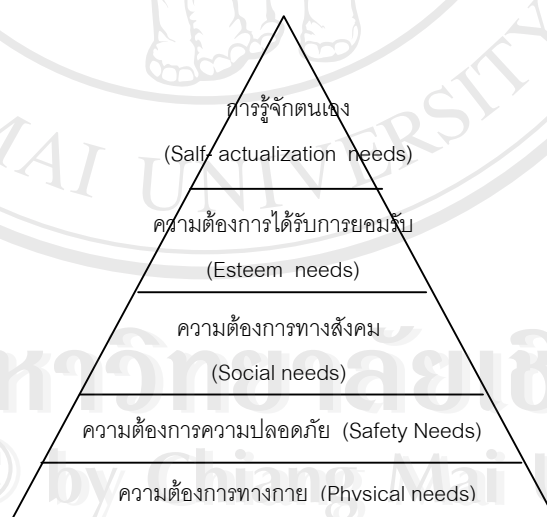 การรู้จักตนเอง
(Salf- actualization needs)
ความต้องการได้รับการยอมรับ
(Esteem needs)
ความต้องการทางสังคม
(Social needs)
ความต้องการความปลอดภัย (Safety Needs)
ความต้องการทางกาย (Physical needs)
MAI UNIVERSITY
by Chiang Mai